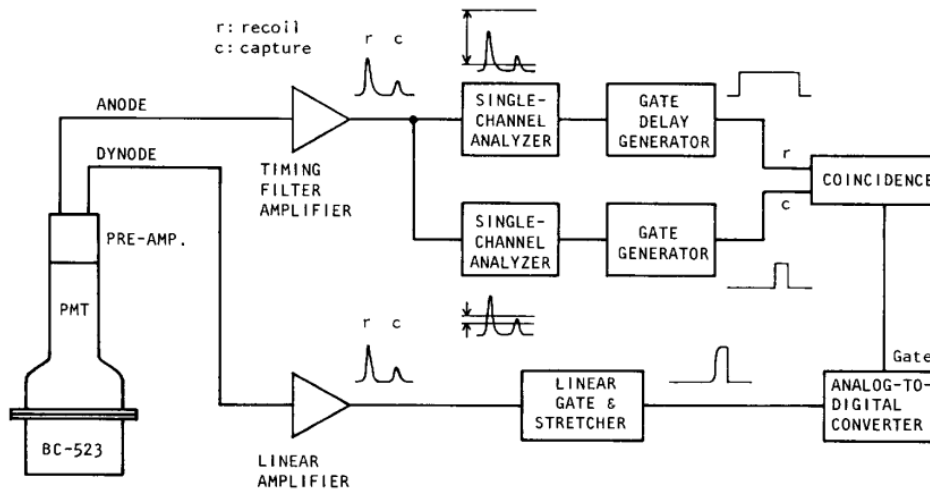 r: recoil
c: capture
r c
ANODE
DYNODE
TIMING
FILTER
AMPLIFIER
SINGLE-
CHANNEL
ANALYZER
GATE
DELAY
GENERATOR
r
COINCIDENCE
c
SINGLE-
CHANNEL
ANALYZER
GATE
GENERATOR
PRE-AMP.
PMT
BC-523
r c
LINEAR
AMPLIFIER
LINEAR
GATE &
STRETCHER
Gate
ANALOG-TO-
DIGITAL
CONVERTER